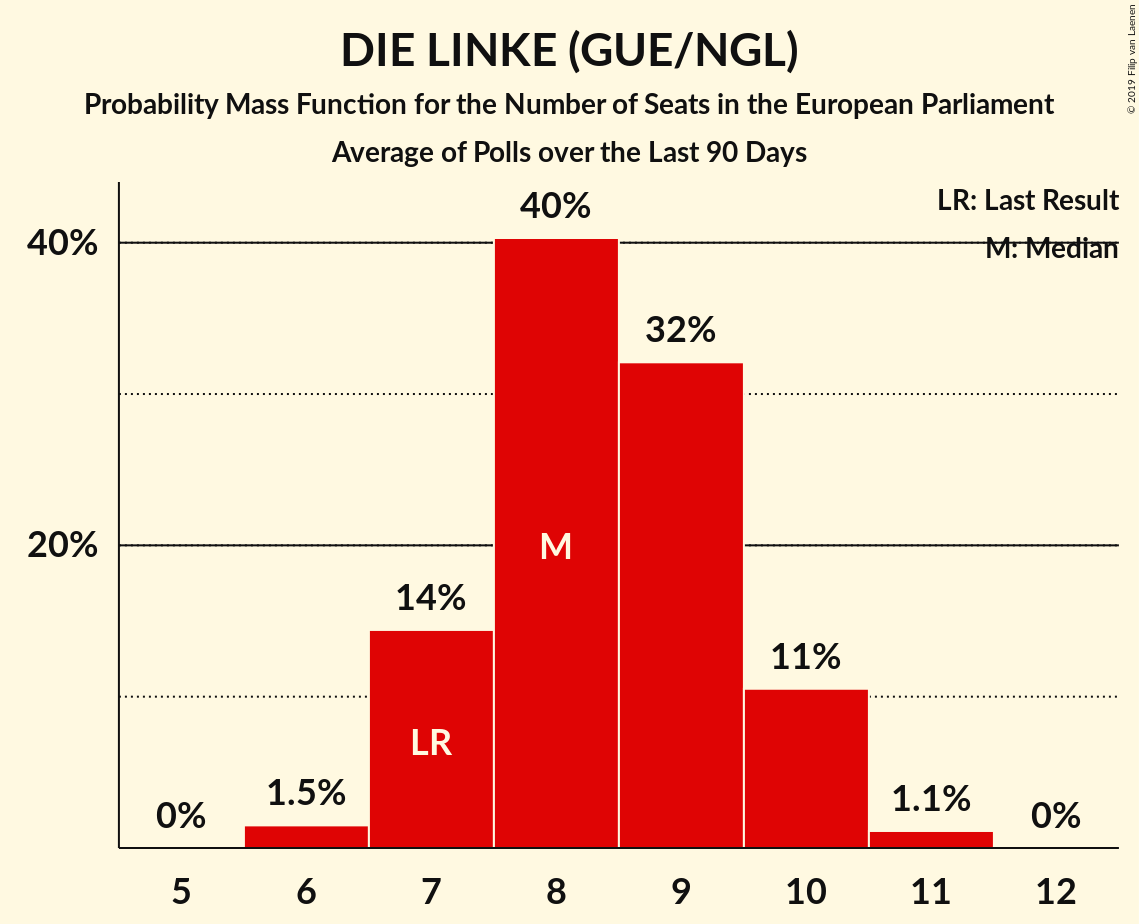 DIE LINKE (GUE/NGL)
Probability Mass Function for the Number of Seats in the European Parliament
Average of Polls over the Last 90 Days
© 2019 Filip van Laenen
LR: Last Result
M: Median
40%
20%
0%
1.5%
14%
40%
32%
11%
1.1%
0%
LR
M
5 6 7 8 9 10 11 12